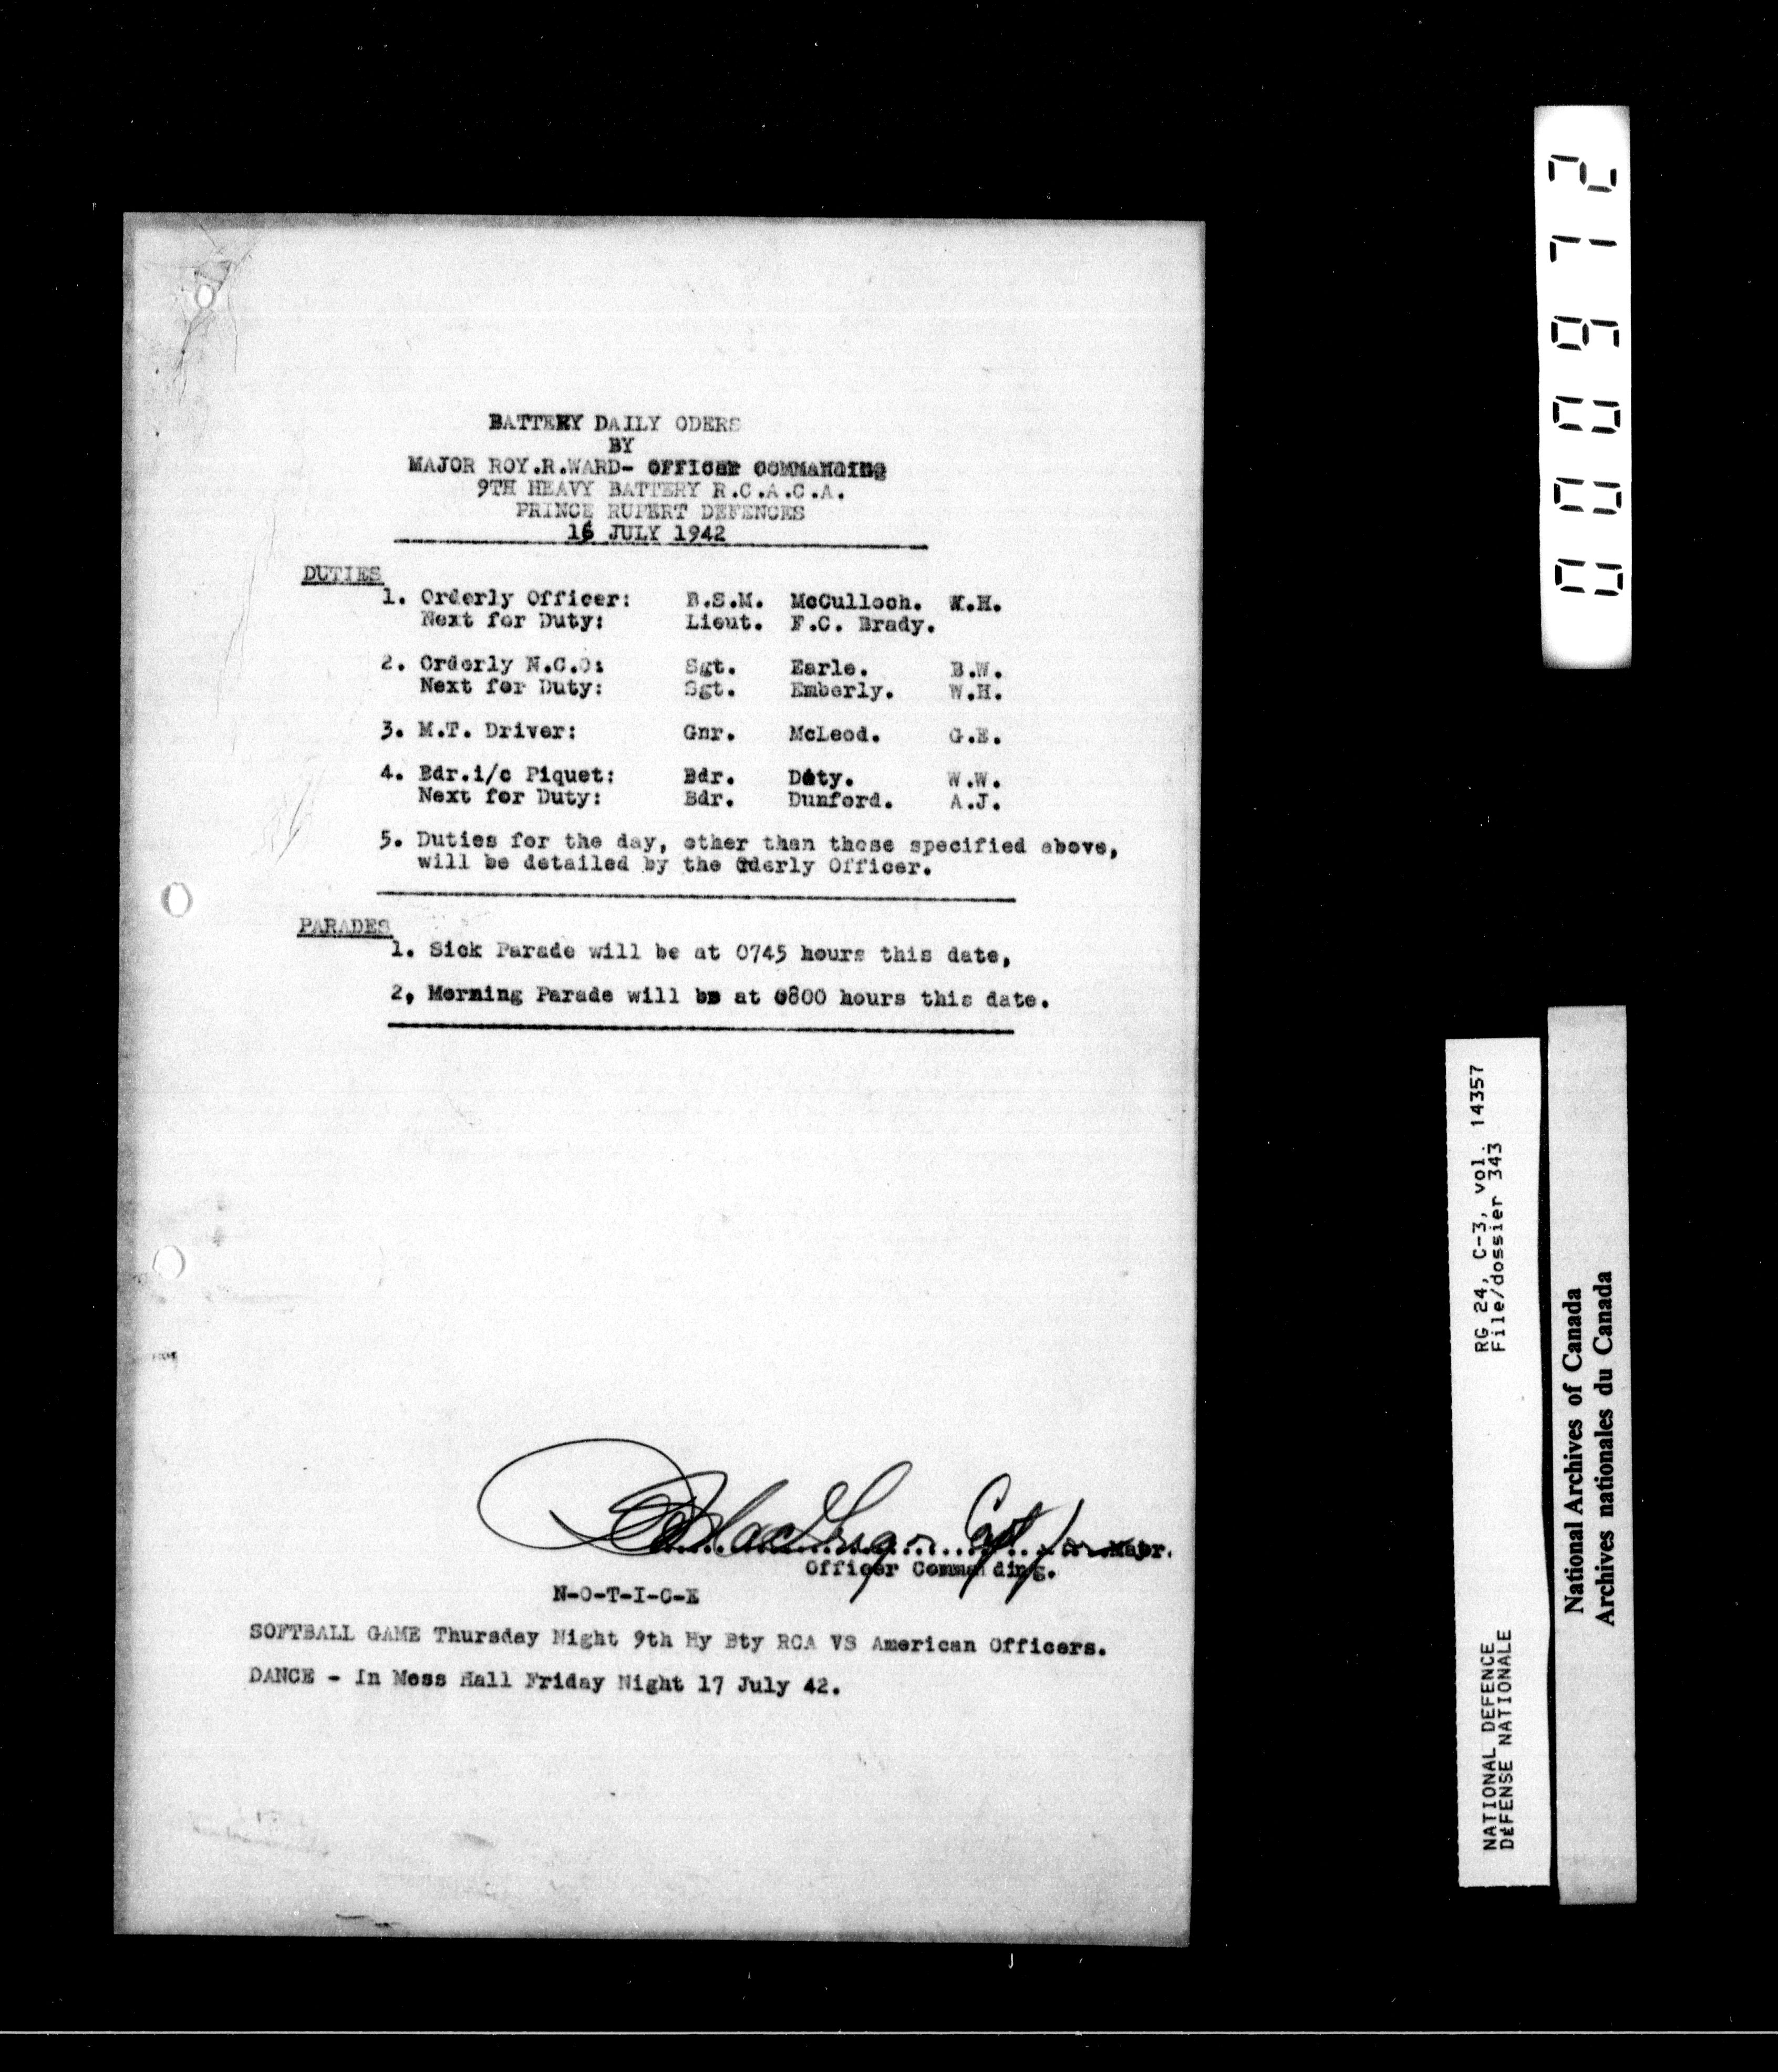 BATTERY DAILY ODERS
BY
MAJOR ROY.R.WARD- OFFICER COMMANDING
9TH HEAVY BATTERY R.C.A.C.A.
PRINCE RUPERT DEFENCES
16 JULY 1942
DUTIES
1. Orderly Officer: B.S.M. McCulloch. W.H.
Next for Duty: Lieut. F.C. Brady.
2. Orderly N.C.O: Sgt. Earle. B.W.
Next for Duty: Sgt. Emberly. W.H.
3. M.T. Driver: Gnr. McLeod. G.E.
4. Bdr.i/c Piquet: Bdr. Doty. W.W.
Next for Duty: Bdr. Dunford. A.J.
5. Duties for the day, other than those specified above,
will be detailed by the Orderly Officer.
PARADES
1. Sick Parade will be at 0745 hours this date,
2, Morning Parade will be at 0800 hours this date.
MacGregor Capt for Major.
Officer Commanding.
N-O-T-I-C-E
SOFTBALL GAME Thursday Night 9th Hy Bty RCA VS American Officers.
DANCE - In Mess Hall Friday Night 17 July 42.
000972
RG 24, C-3, vol. 14357
File/dossier 343
NATIONAL DEFENCE
DÉFENSE NATIONALE
National Archives of Canada
Archives nationales du Canada